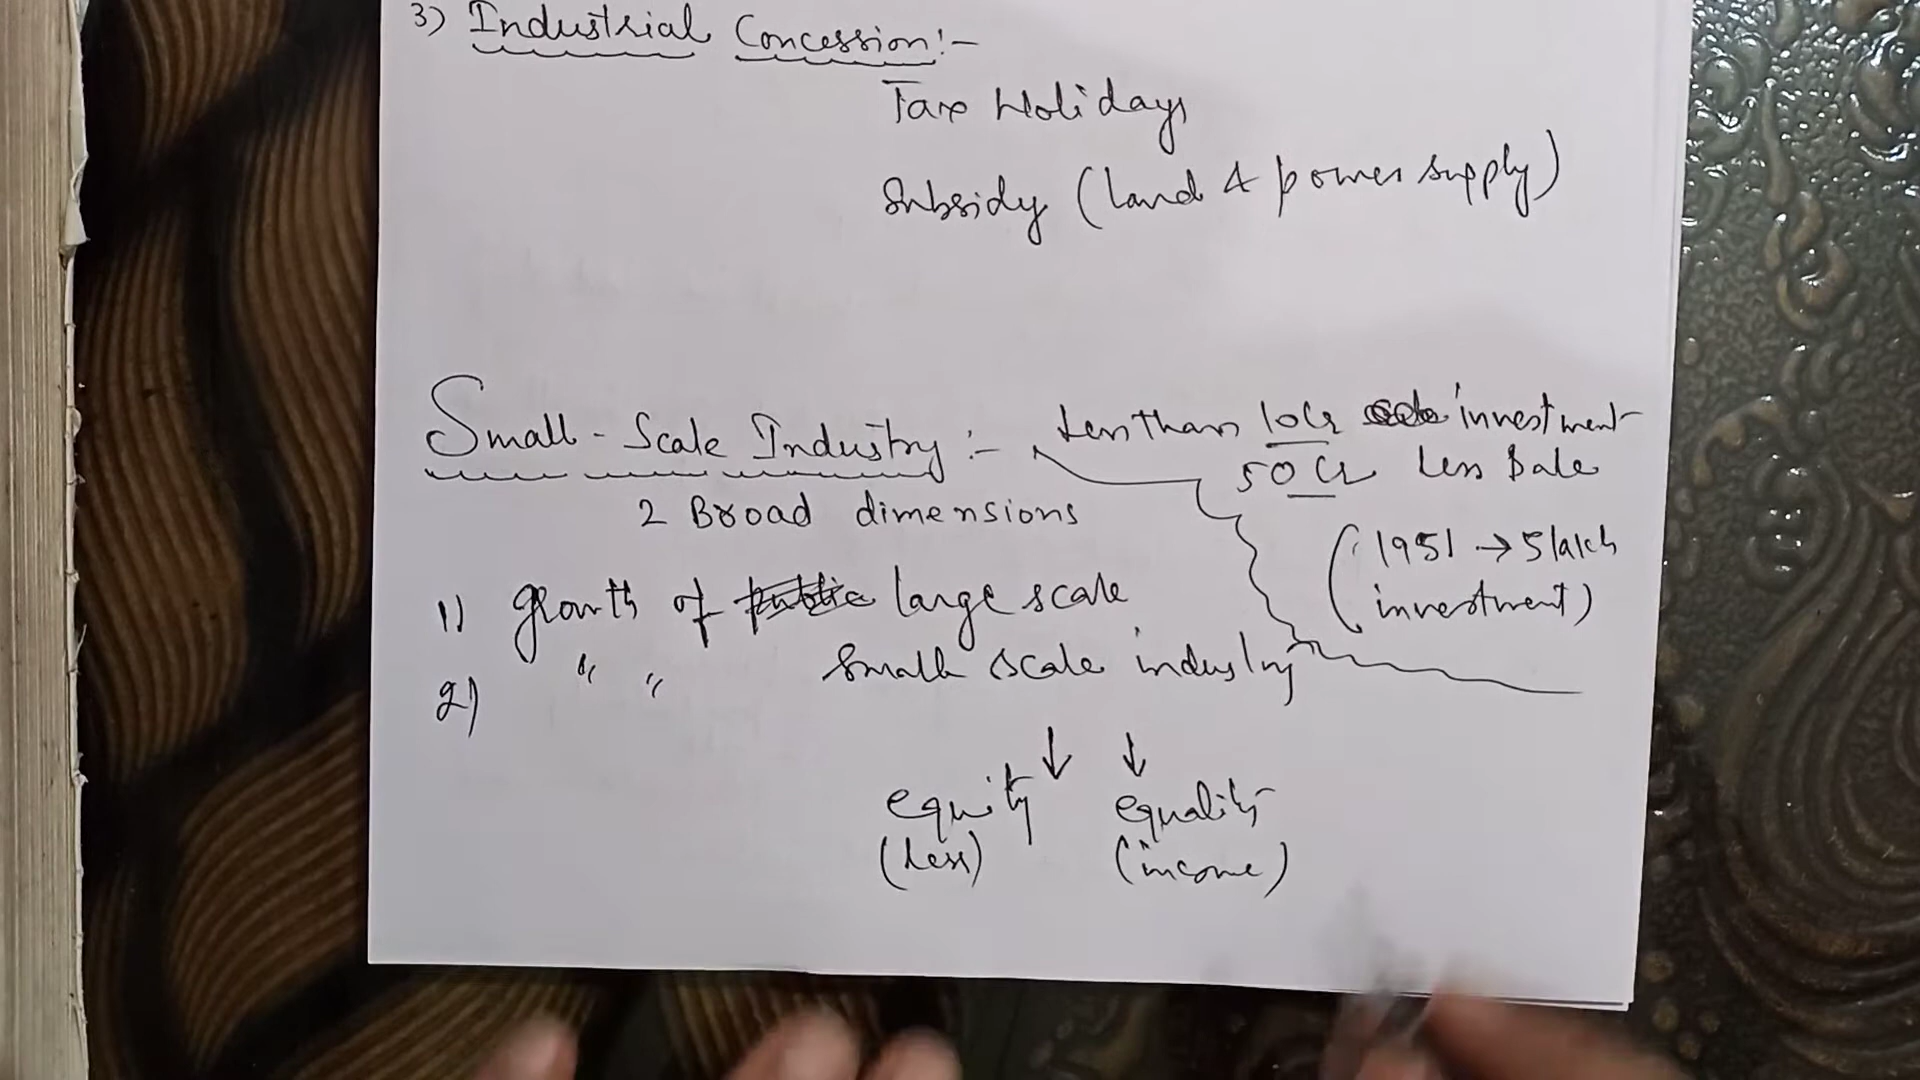 3) Industrial Concession:-
Tax Holidays
Subsidy (land & power supply)
Small-Scale Industry :- Less than 10Cr investment
50 Cr Less Sale
2 Broad dimensions
(1951 → 5 lakh
investment)
1) growth of large scale
2) " " Small scale industry
↓ ↓
equity equality
(less) (income)